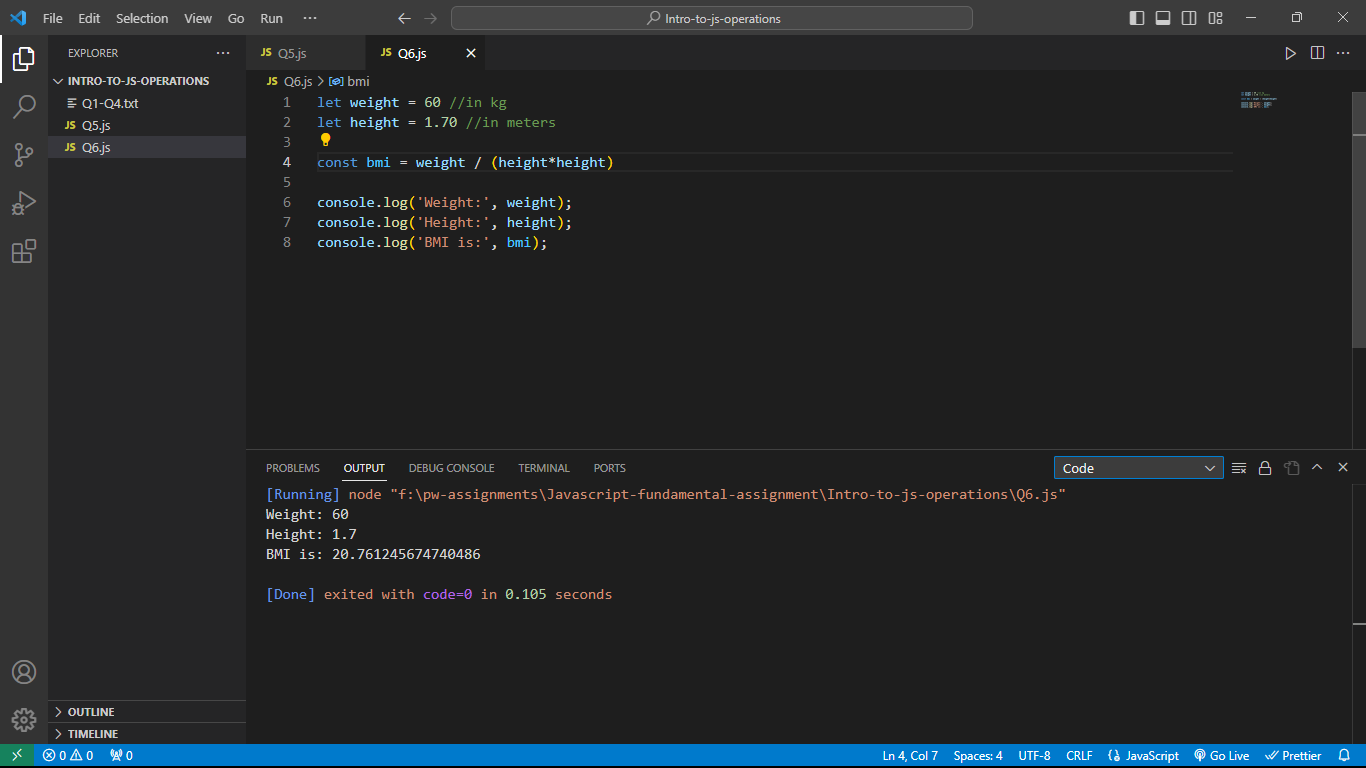 File Edit Selection View Go Run ··· Intro-to-js-operations
EXPLORER ···
INTRO-TO-JS-OPERATIONS
Q1-Q4.txt
JS Q5.js
JS Q6.js
OUTLINE
TIMELINE
JS Q5.js JS Q6.js
JS Q6.js > bmi
1 let weight = 60 //in kg
2 let height = 1.70 //in meters
3
4 const bmi = weight / (height*height)
5
6 console.log('Weight:', weight);
7 console.log('Height:', height);
8 console.log('BMI is:', bmi);
PROBLEMS OUTPUT DEBUG CONSOLE TERMINAL PORTS Code
[Running] node "f:\pw-assignments\Javascript-fundamental-assignment\Intro-to-js-operations\Q6.js"
Weight: 60
Height: 1.7
BMI is: 20.761245674740486
[Done] exited with code=0 in 0.105 seconds
0 0 0 Ln 4, Col 7 Spaces: 4 UTF-8 CRLF {} JavaScript Go Live Prettier